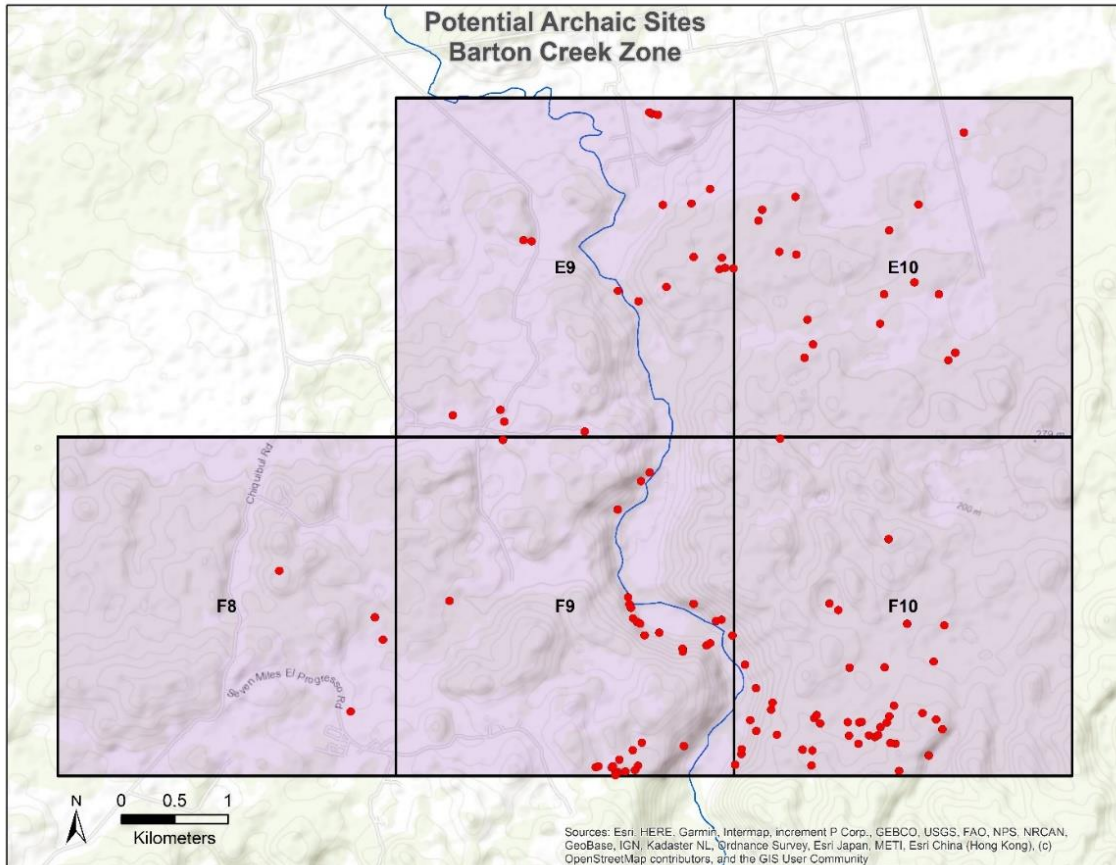 Potential Archaic Sites
Barton Creek Zone
E9
E10
Chiquibul Rd
279 m
200 m
F8
F9
F10
Seven Miles El Progresso Rd
N
0 0.5 1
Kilometers
Sources: Esri, HERE, Garmin, Intermap, increment P Corp., GEBCO, USGS, FAO, NPS, NRCAN,
GeoBase, IGN, Kadaster NL, Ordnance Survey, Esri Japan, METI, Esri China (Hong Kong), (c)
OpenStreetMap contributors, and the GIS User Community